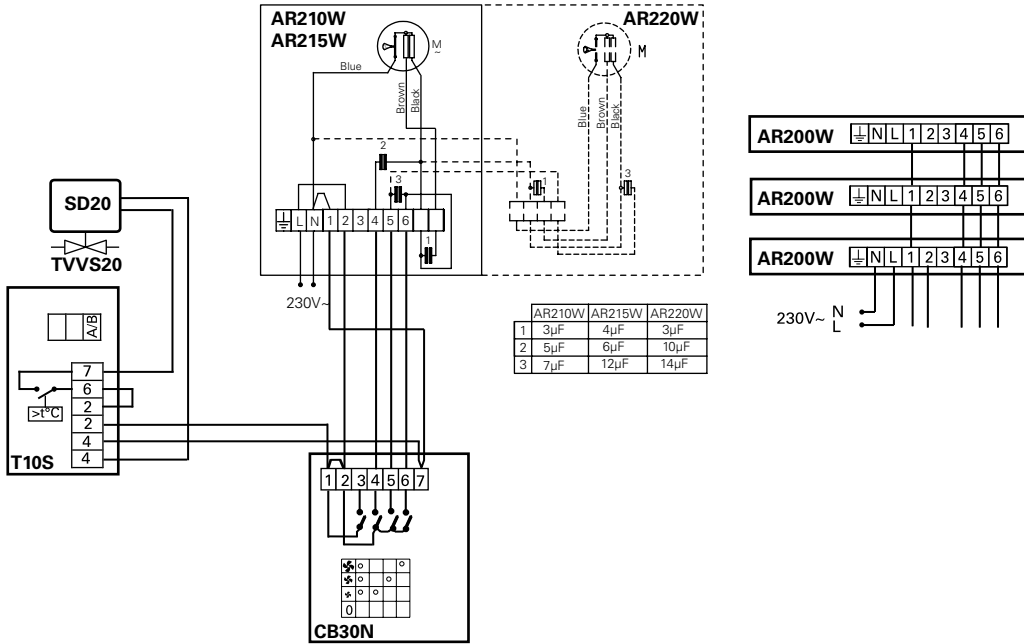 AR210W
AR215W
M
~
Blue
Brown
Black
2
3
L N 1 2 3 4 5 6
1
230V~
AR220W
M
Blue
Brown
Black
1
3
AR210W AR215W AR220W
1 3µF 4µF 3µF
2 5µF 6µF 10µF
3 7µF 12µF 14µF
AR200W N L 1 2 3 4 5 6
AR200W N L 1 2 3 4 5 6
AR200W N L 1 2 3 4 5 6
230V~ N
L
SD20
TVVS20
A/B
7
6
2
2
4
4
>t°C
T10S
1 2 3 4 5 6 7
0
CB30N